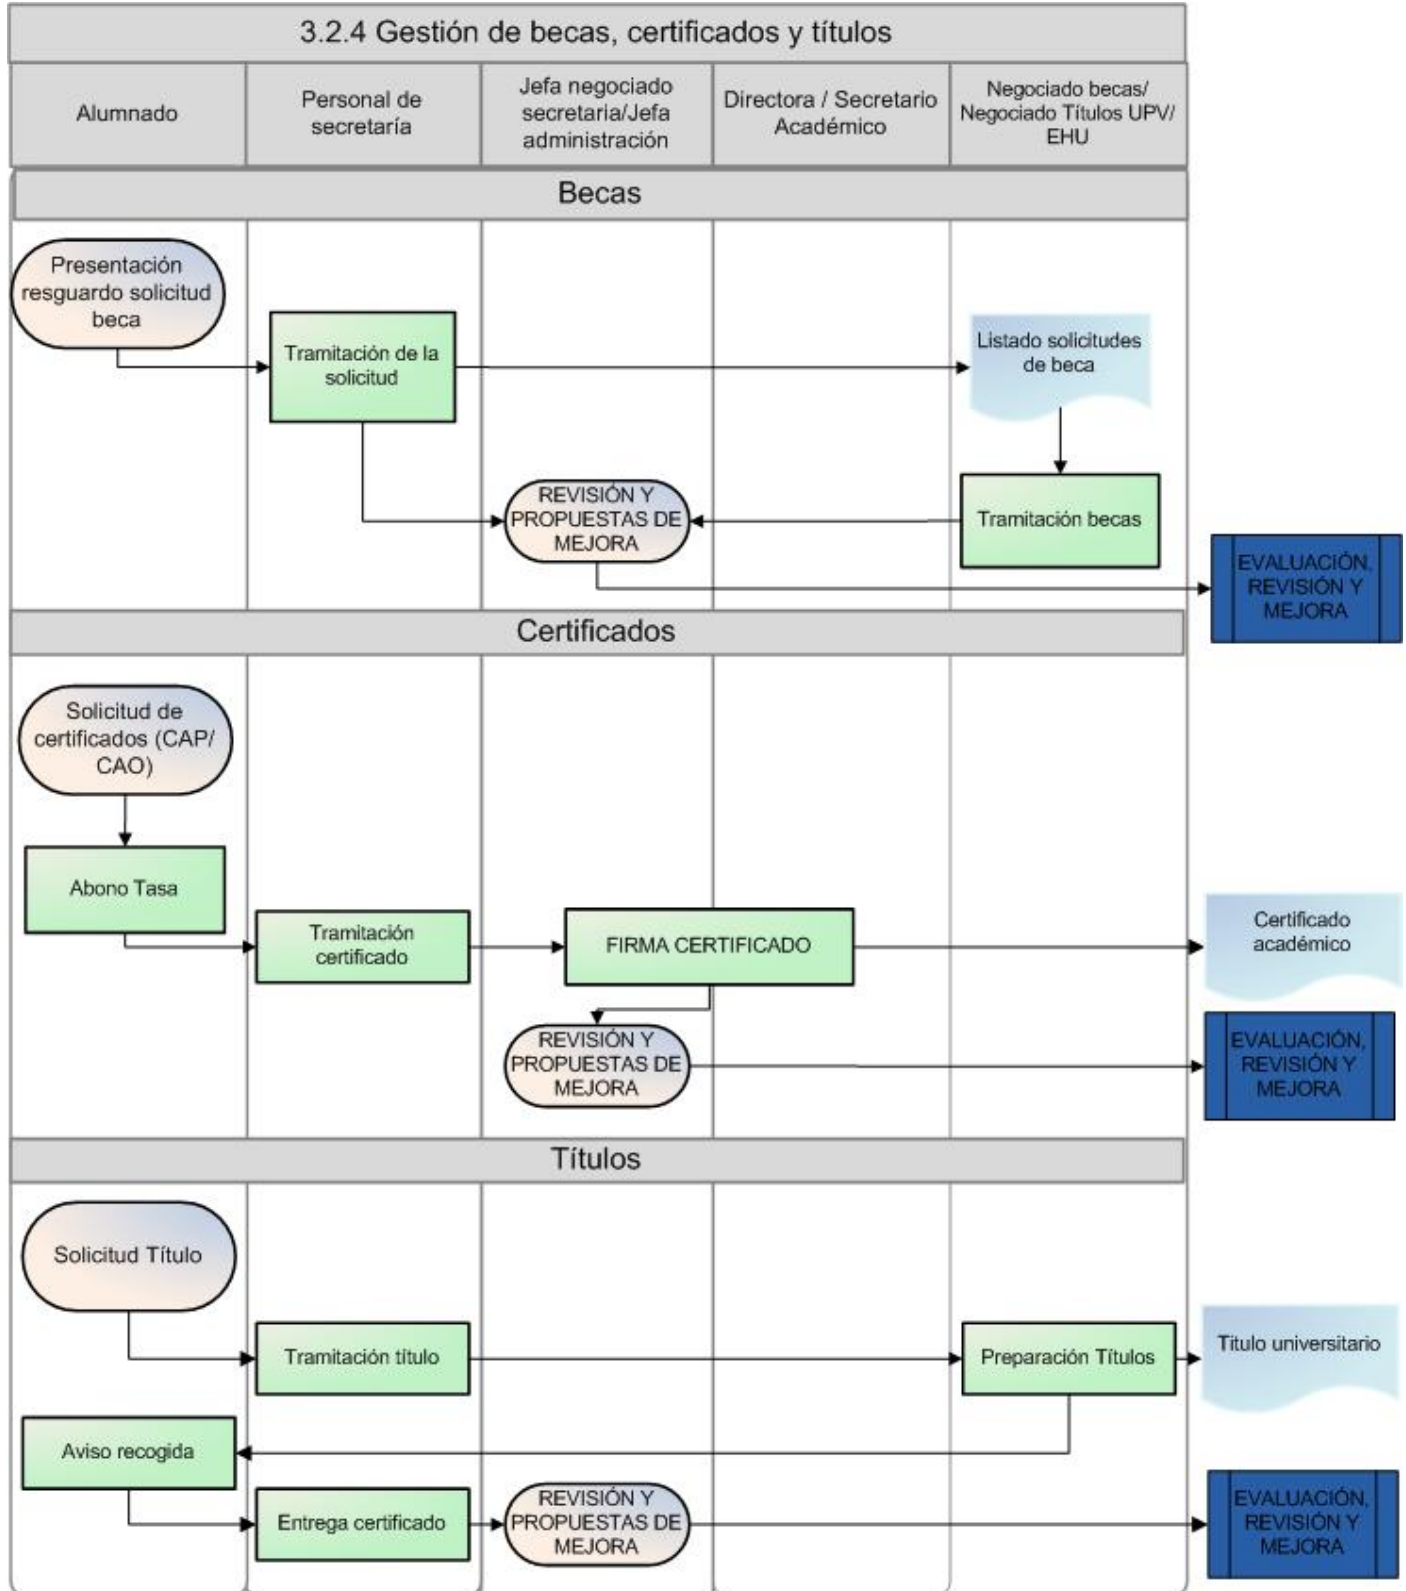 3.2.4 Gestión de becas, certificados y títulos
Alumnado
Personal de
secretaría
Jefa negociado
secretaria/Jefa
administración
Directora / Secretario
Académico
Negociado becas/
Negociado Títulos UPV/
EHU
Becas
Presentación
resguardo solicitud
beca
Tramitación de la
solicitud
Listado solicitudes
de beca
REVISIÓN Y
PROPUESTAS DE
MEJORA
Tramitación becas
EVALUACIÓN,
REVISIÓN Y
MEJORA
Certificados
Solicitud de
certificados (CAP/
CAO)
Abono Tasa
Tramitación
certificado
FIRMA CERTIFICADO
Certificado
académico
REVISIÓN Y
PROPUESTAS DE
MEJORA
EVALUACIÓN,
REVISIÓN Y
MEJORA
Títulos
Solicitud Título
Tramitación título
Preparación Títulos
Titulo universitario
Aviso recogida
Entrega certificado
REVISIÓN Y
PROPUESTAS DE
MEJORA
EVALUACIÓN,
REVISIÓN Y
MEJORA